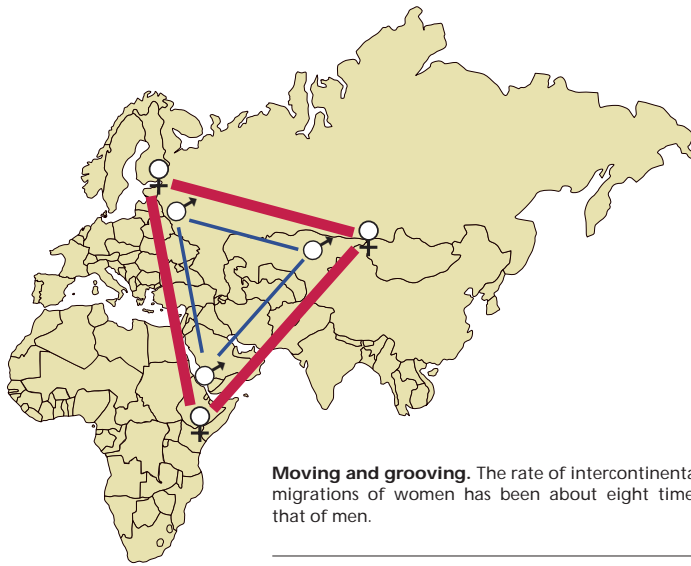 Moving and grooving. The rate of intercontinenta
migrations of women has been about eight time
that of men.